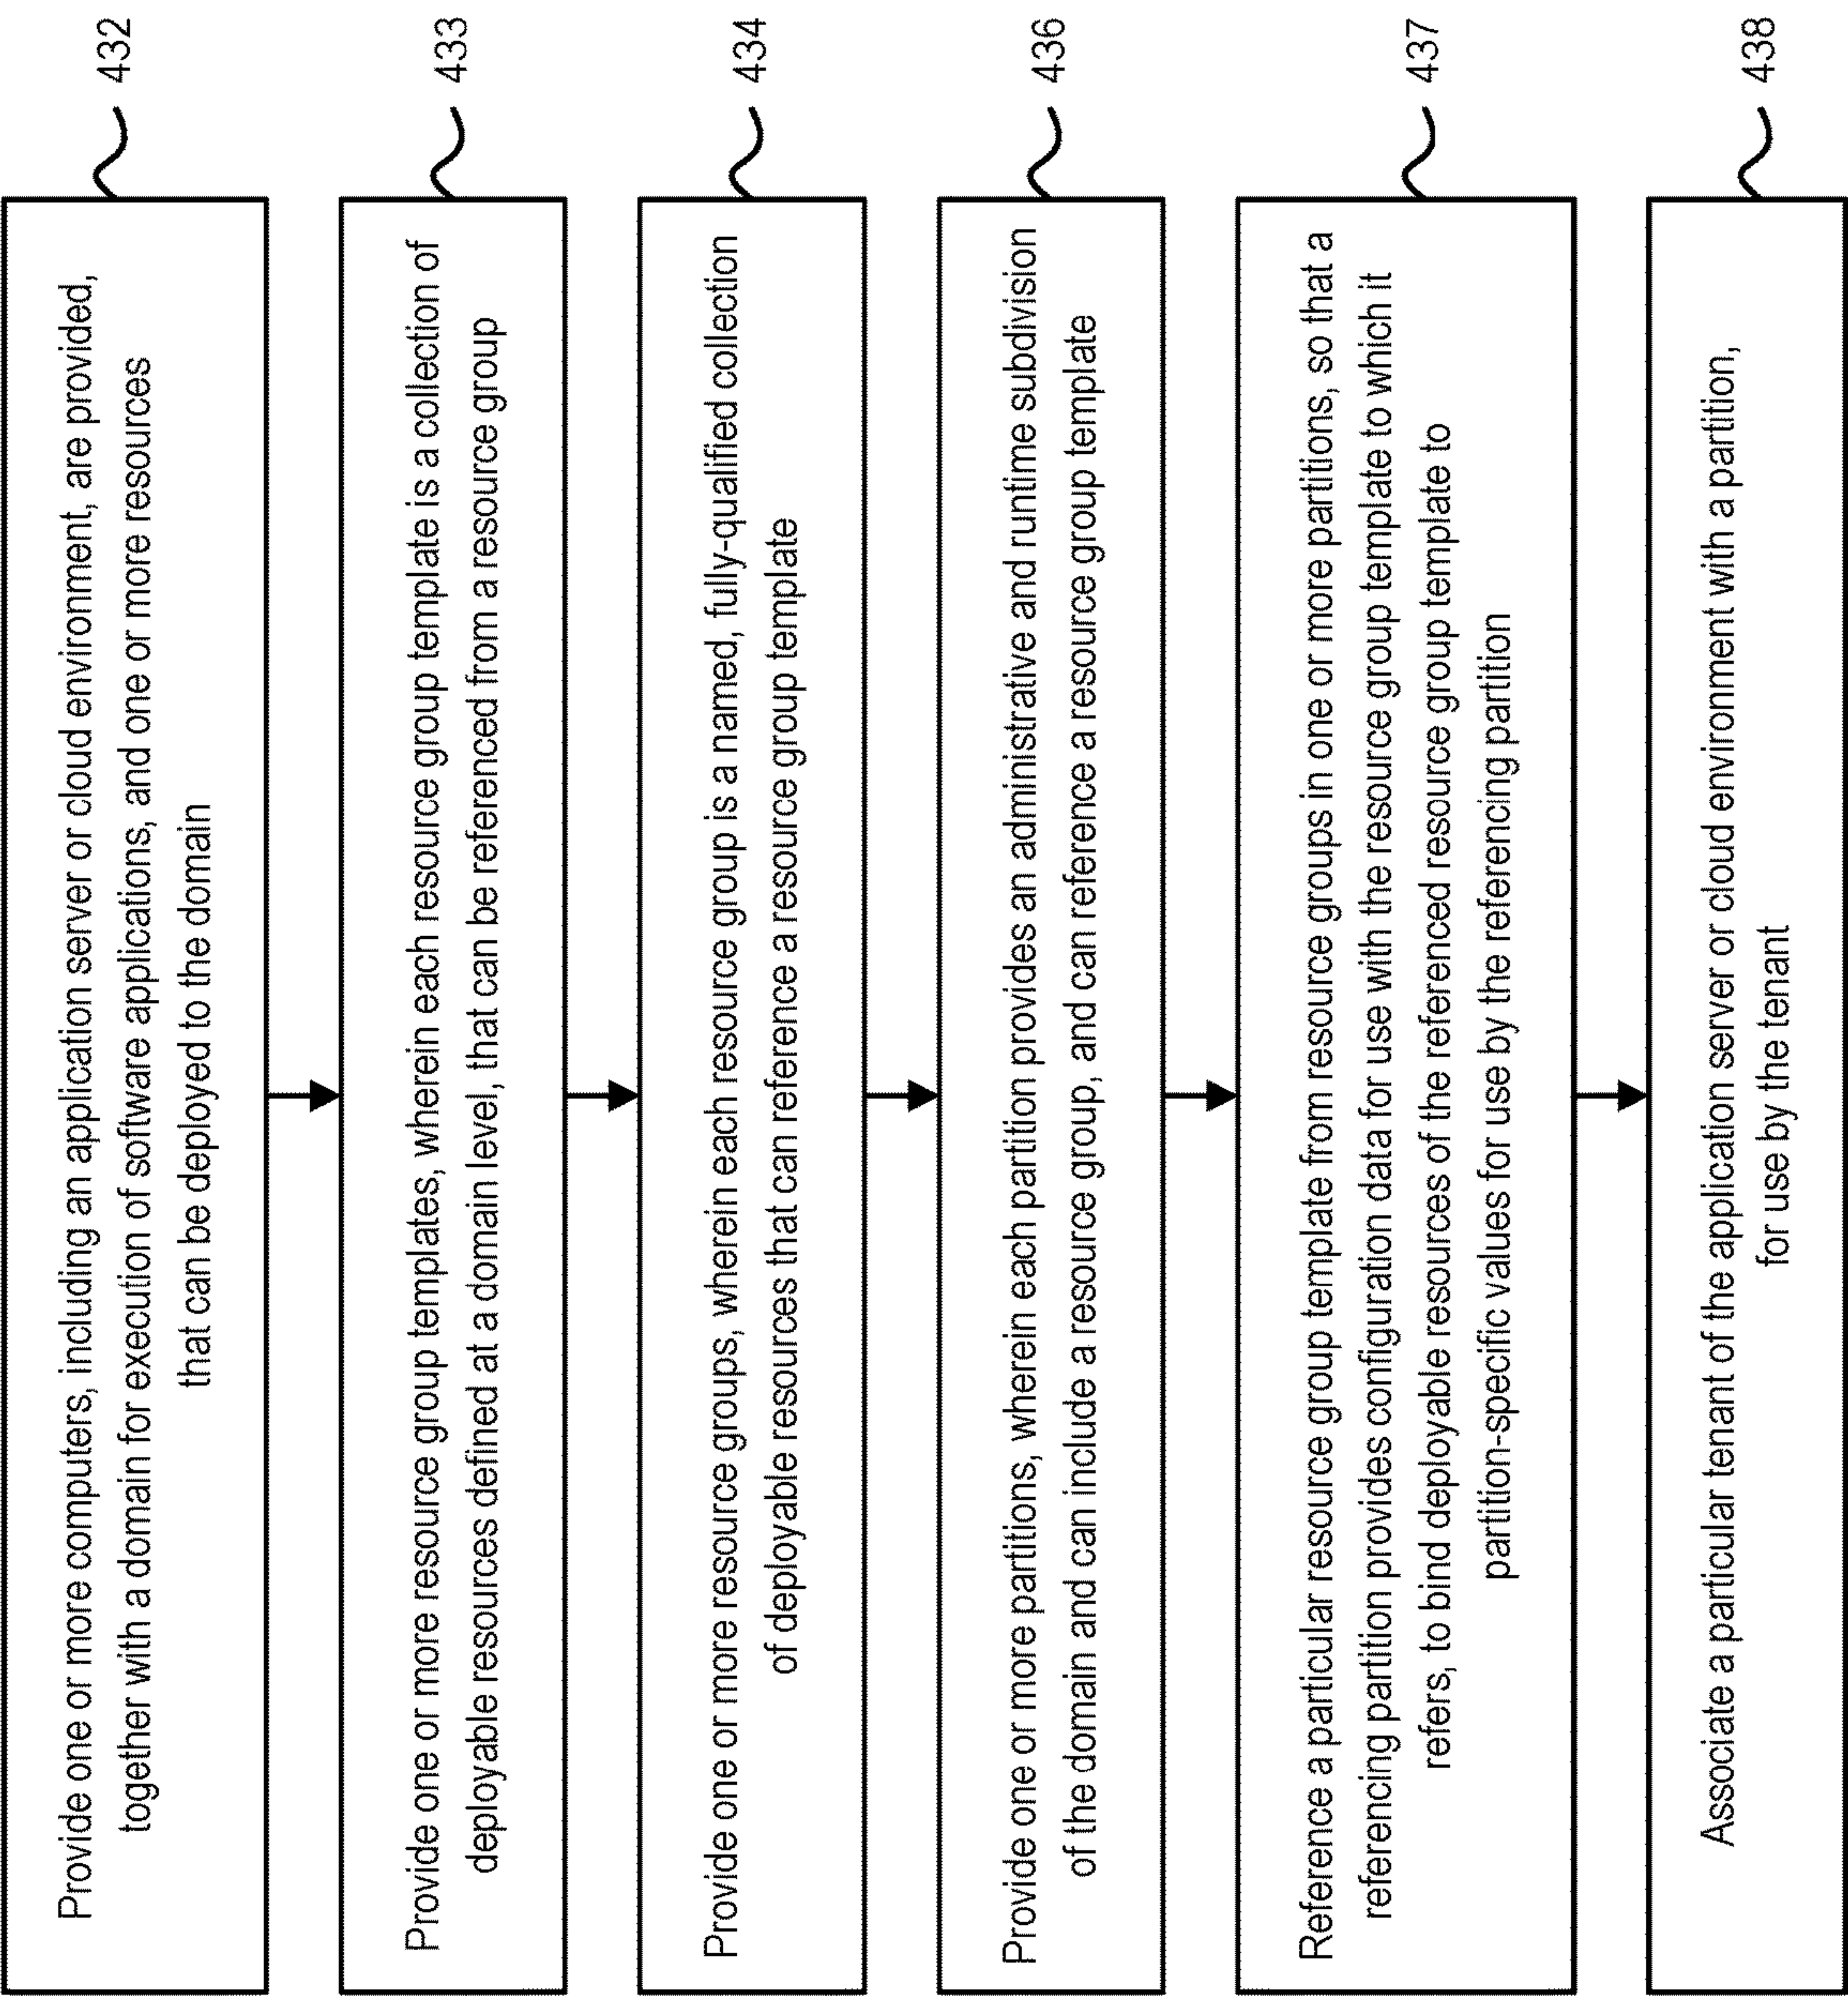 Provide one or more computers, including an application server or cloud environment, are provided,
together with a domain for execution of software applications, and one or more resources
that can be deployed to the domain
432
Provide one or more resource group templates, wherein each resource group template is a collection of
deployable resources defined at a domain level, that can be referenced from a resource group
433
Provide one or more resource groups, wherein each resource group is a named, fully-qualified collection
of deployable resources that can reference a resource group template
434
Provide one or more partitions, wherein each partition provides an administrative and runtime subdivision
of the domain and can include a resource group, and can reference a resource group template
436
Reference a particular resource group template from resource groups in one or more partitions, so that a
referencing partition provides configuration data for use with the resource group template to which it
refers, to bind deployable resources of the referenced resource group template to
partition-specific values for use by the referencing partition
437
Associate a particular tenant of the application server or cloud environment with a partition,
for use by the tenant
438